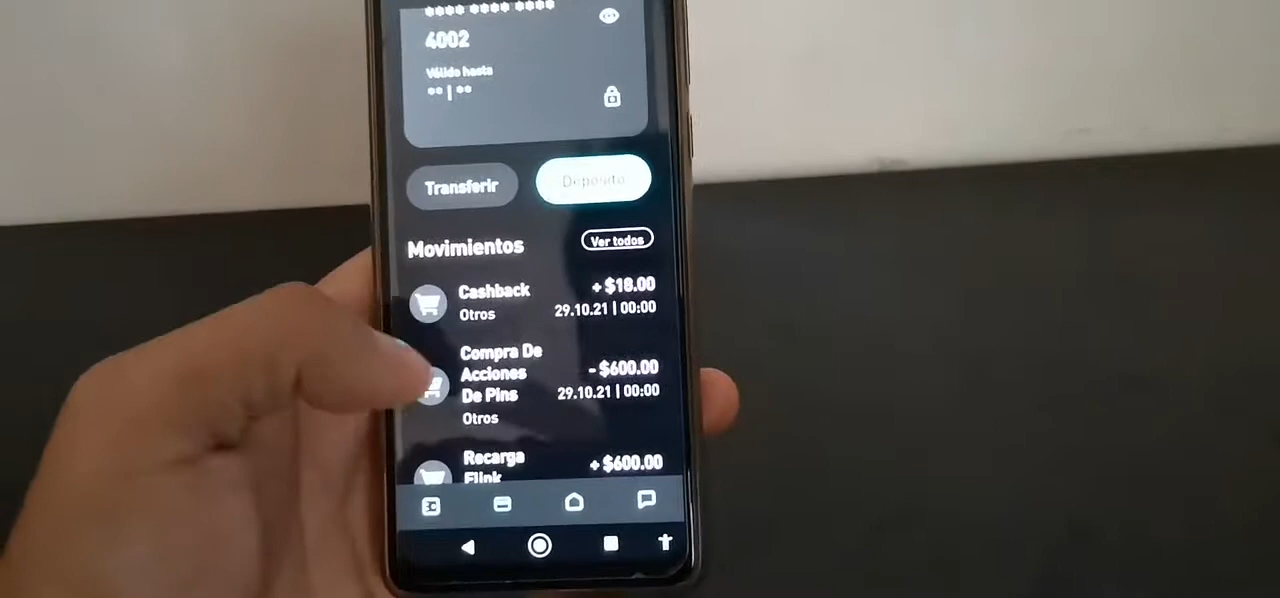 **** **** ****
4002
Válido hasta
** | **
Transferir
Depósito
Movimientos
Ver todos
Cashback
+ $18.00
Otros
29.10.21 | 00:00
Compra De
Acciones
De Pins
- $600.00
29.10.21 | 00:00
Otros
Recarga
Flink
+ $600.00